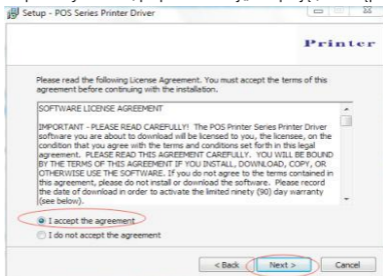 Setup - POS Series Printer Driver
Printer
Please read the following License Agreement. You must accept the terms of this
agreement before continuing with the installation.
SOFTWARE LICENSE AGREEMENT
IMPORTANT - PLEASE READ CAREFULLY! The POS Printer Series Printer Driver
software you are about to download will be licensed to you, the licensee, on the
condition that you agree with the terms and conditions set forth in this legal
agreement. PLEASE READ THIS AGREEMENT CAREFULLY. YOU WILL BE BOUND
BY THE TERMS OF THIS AGREEMENT IF YOU INSTALL, DOWNLOAD, COPY, OR
OTHERWISE USE THE SOFTWARE. If you do not agree to the terms contained in
this agreement, please do not install or download the software. Please record
the date of download in order to activate the limited ninety (90) day warranty
(see below).
I accept the agreement
I do not accept the agreement
< Back
Next >
Cancel